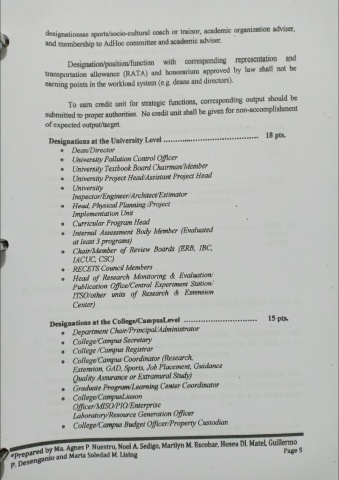 designationsas sports/socio-cultural coach or trainor, academic organization adviser,
and membership to AdHoc committee and academic adviser.
Designation/position/function with corresponding representation and
transportation allowance (RATA) and honorarium approved by law shall not be
earning points in the workload system (e.g. deans and directors).
To earn credit unit for strategic functions, corresponding output should be
submitted to proper authorities. No credit unit shall be given for non-accomplishment
of expected output/target.
Designations at the University Level ........................................ 18 pts.
• Dean/Director
• University Pollution Control Officer
• University Textbook Board Chairman/Member
• University Project Head/Assistant Project Head
• University
Inspector/Engineer/Architect/Estimator
• Head, Physical Planning /Project
Implementation Unit
• Curricular Program Head
• Internal Assessment Body Member (Evaluated
at least 3 programs)
• Chair/Member of Review Boards (ERB, IBC,
IACUC, CSC)
• RECETS Council Members
• Head of Research Monitoring & Evaluation/
Publication Office/Central Experiment Station/
ITSO/other units of Research & Extension
Center)
Designations at the College/CampusLevel ................................ 15 pts.
• Department Chair/Principal/Administrator
• College/Campus Secretary
• College /Campus Registrar
• College/Campus Coordinator (Research,
Extension, GAD, Sports, Job Placement, Guidance
Quality Assurance or Extramural Study)
• Graduate Program/Learning Center Coordinator
• College/CampusLiason
Officer/MISO/PIO/Enterprise
Laboratory/Resource Generation Officer
• College/Campus Budget Officer/Property Custodian
*Prepared by Ma. Agnes P. Nuestro, Noel A. Sedigo, Marilyn M. Escobar, Hosea Dl. Matel, Guillermo
P. Desenganio and Maria Soledad M. Lising Page 5